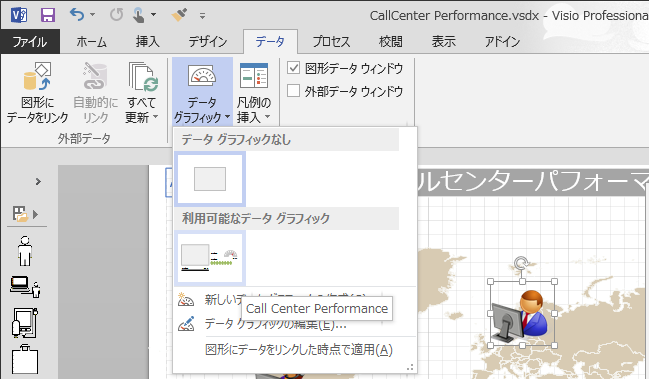 CallCenter Performance.vsdx - Visio Professiona
ファイル ホーム 挿入 デザイン データ プロセス 校閲 表示 アドイン
図形に
データをリンク
自動的に
リンク
すべて
更新
外部データ
データ
グラフィック
凡例の
挿入
図形データ ウィンドウ
外部データ ウィンドウ
データ グラフィックなし
利用可能なデータ グラフィック
新しいデ
Call Center Performance
データ グラフィックの編集(E)...
図形にデータをリンクした時点で適用(A)
ルセンターパフォーマ